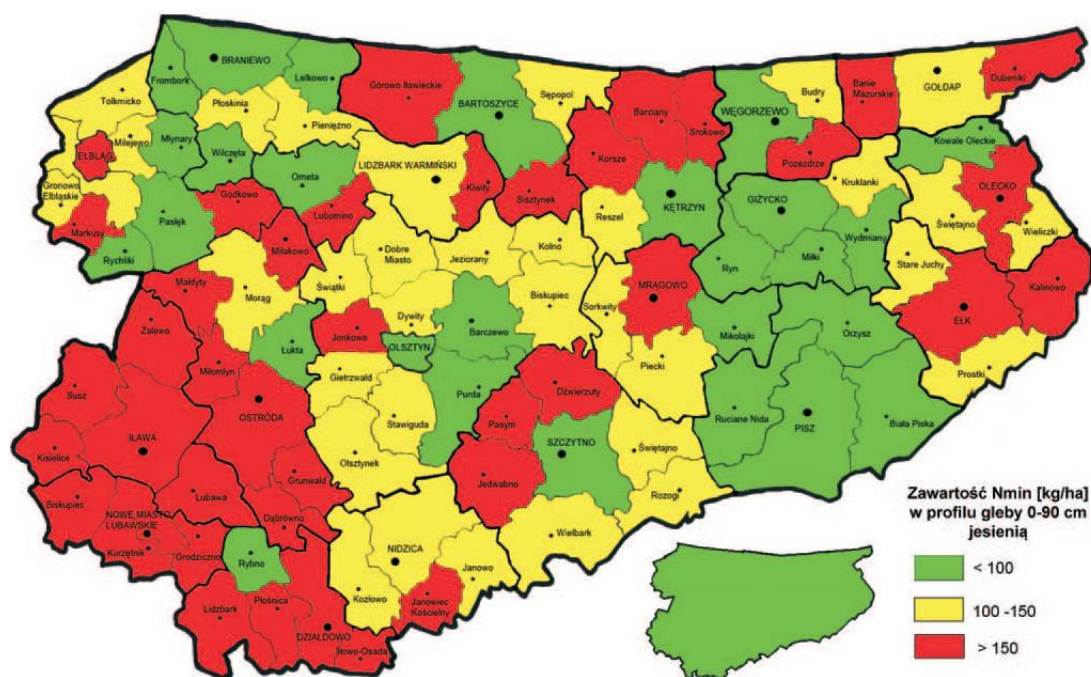 BRANIEWO
Frombork
Lelkowo
Górowo Iławieckie
BARTOSZYCE
Sępopol
Barciany
Srokowo
WĘGORZEWO
Budry
Banie
Mazurskie
GOŁDAP
Dubeniki
Tolkmicko
Płoskinia
Pieniężno
Młynary
Milejewo
ELBLĄG
Wilczęta
Orneta
LIDZBARK WARMIŃSKI
Kiwity
Bisztynek
Korsze
Pozezdrze
Kowale Oleckie
OLECKO
Gronowo
Elbląskie
Markusy
Pasłęk
Godkowo
Lubomino
Reszel
KĘTRZYN
GIŻYCKO
Kruklanki
Wydmiany
Świętajno
Wieliczki
Rychliki
Miłakowo
Dobre
Miasto
Jeziorany
Kolno
Ryn
Miłki
Stare Juchy
Małdyty
Morąg
Świątki
Biskupiec
Sorkwity
MRĄGOWO
EŁK
Kalinowo
Zalewo
Dywity
Jonkowo
Barczewo
Mikołajki
Orzysz
Łukta
OLSZTYN
Miłomłyn
Gietrzwałd
Purda
Dźwierzuty
Piecki
Prostki
Susz
OSTRÓDA
Stawiguda
Pasym
Ruciane Nida
PISZ
Biała Piska
IŁAWA
SZCZYTNO
Świętajno
Kisielice
Olsztynek
Jedwabno
Grunwald
Rozogi
Biskupiec
Lubawa
NOWE MIASTO
LUBAWSKIE
Dąbrówno
Wielbark
Kurzętnik
Grodziczno
Rybno
NIDZICA
Janowo
Kozłowo
Janowiec
Kościelny
Lidzbark
Płośnica
DZIAŁDOWO
Iłowo-Osada
Zawartość Nmin [kg/ha]
w profilu gleby 0-90 cm
jesienią
< 100
100 -150
> 150